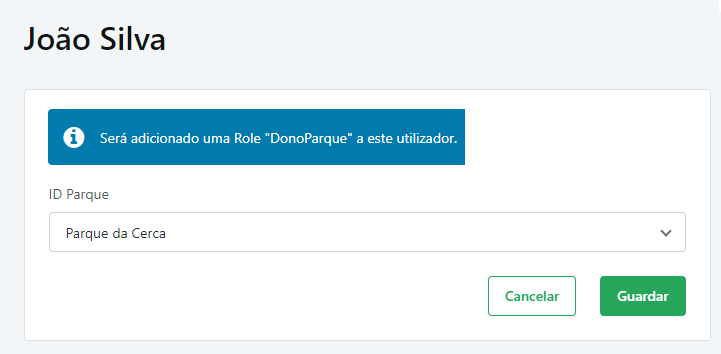 João Silva
Será adicionado uma Role "DonoParque" a este utilizador.
ID Parque
Parque da Cerca
Cancelar
Guardar